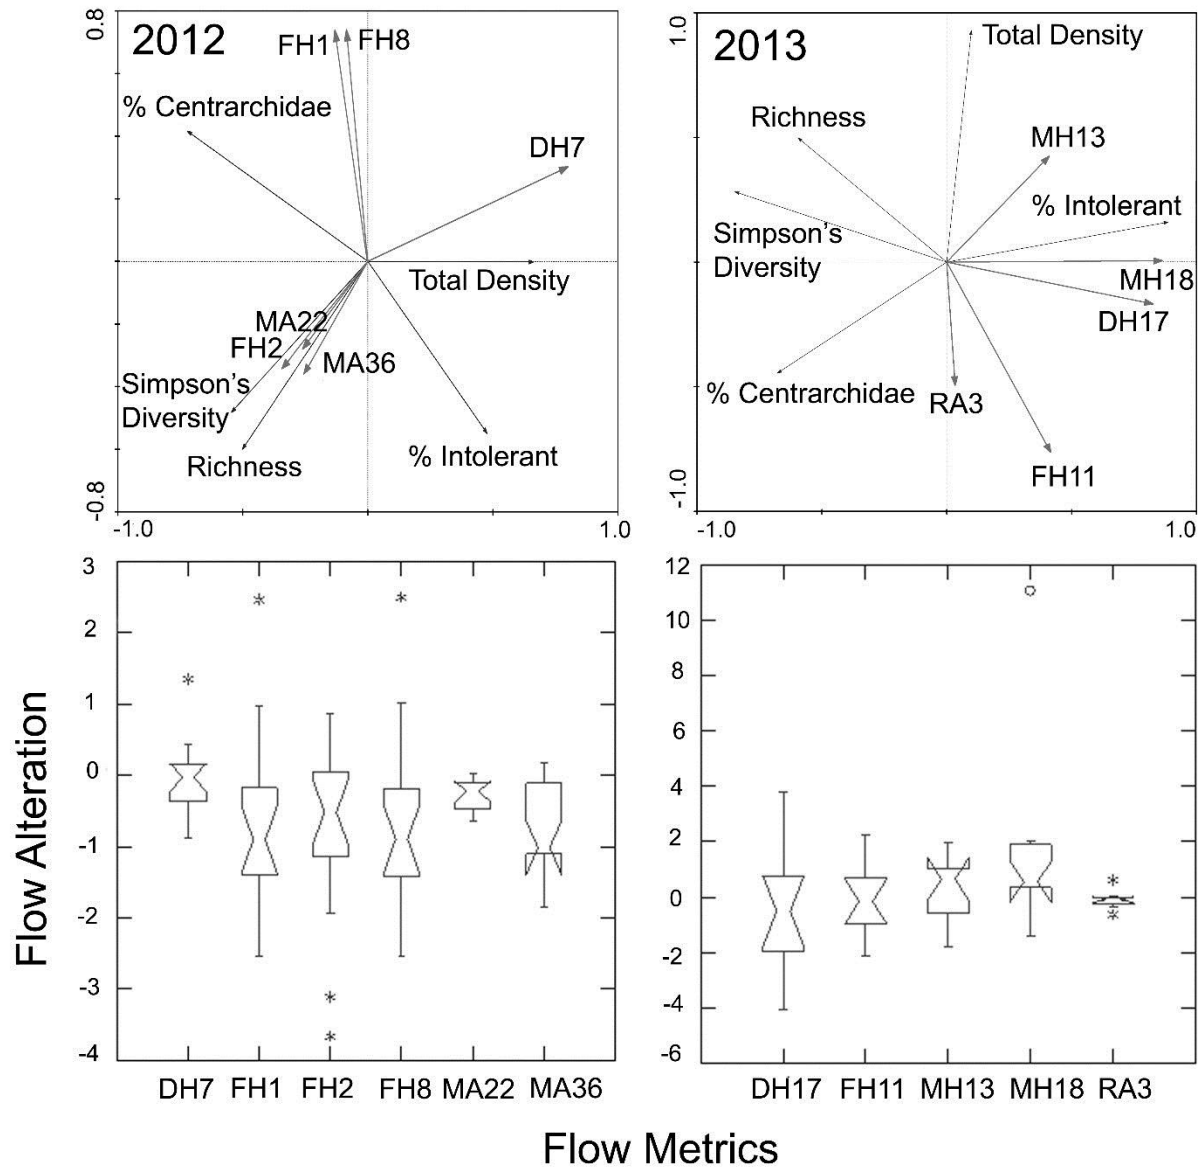 2012
0.8
FH1
FH8
% Centrarchidae
DH7
Total Density
MA22
FH2
MA36
Simpson's
Diversity
Richness
% Intolerant
-0.8
-1.0
1.0
2013
1.0
Total Density
Richness
MH13
% Intolerant
Simpson's
Diversity
MH18
DH17
% Centrarchidae
RA3
FH11
-1.0
-1.0
1.0
Flow Alteration
3
2
1
0
-1
-2
-3
-4
DH7 FH1 FH2 FH8 MA22 MA36
12
10
8
6
4
2
0
-2
-4
-6
DH17 FH11 MH13 MH18 RA3
Flow Metrics